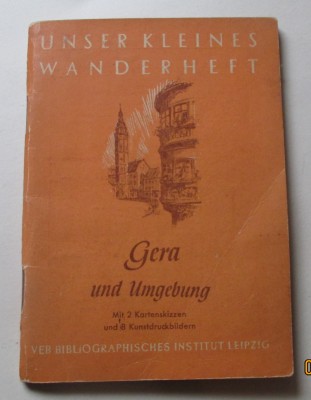 UNSER KLEINES
WANDERHEFT
Gera
und Umgebung
Mit 2 Kartenskizzen
und 8 Kunstdruckbildern
VEB BIBLIOGRAPHISCHES INSTITUT LEIPZIG